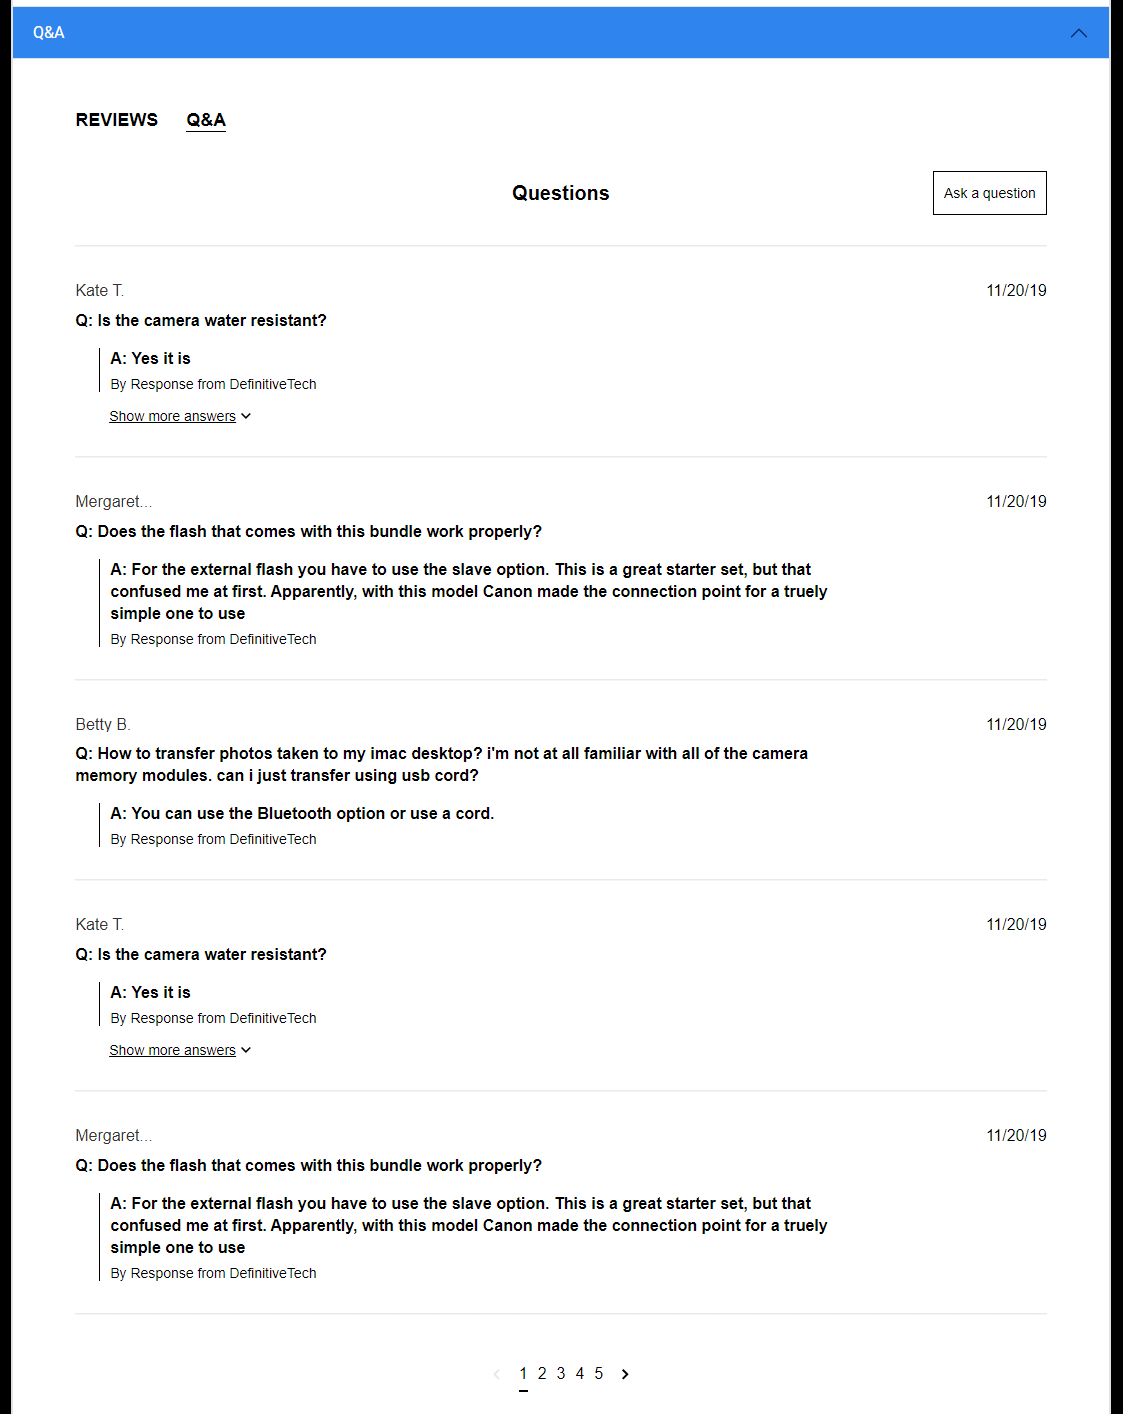 Q&A
REVIEWS Q&A
Questions
Ask a question
Kate T.
11/20/19
Q: Is the camera water resistant?
A: Yes it is
By Response from DefinitiveTech
Show more answers
Mergaret...
11/20/19
Q: Does the flash that comes with this bundle work properly?
A: For the external flash you have to use the slave option. This is a great starter set, but that
confused me at first. Apparently, with this model Canon made the connection point for a truely
simple one to use
By Response from DefinitiveTech
Betty B.
11/20/19
Q: How to transfer photos taken to my imac desktop? i'm not at all familiar with all of the camera
memory modules. can i just transfer using usb cord?
A: You can use the Bluetooth option or use a cord.
By Response from DefinitiveTech
Kate T.
11/20/19
Q: Is the camera water resistant?
A: Yes it is
By Response from DefinitiveTech
Show more answers
Mergaret...
11/20/19
Q: Does the flash that comes with this bundle work properly?
A: For the external flash you have to use the slave option. This is a great starter set, but that
confused me at first. Apparently, with this model Canon made the connection point for a truely
simple one to use
By Response from DefinitiveTech
1 2 3 4 5